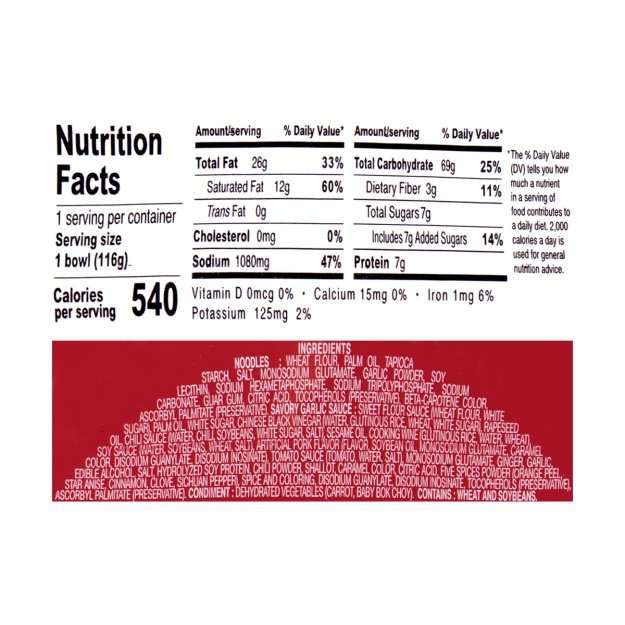 Nutrition
Facts
1 serving per container
Serving size
1 bowl (116g)
Calories
per serving 540
Amount/serving % Daily Value*
Total Fat 26g 33%
Saturated Fat 12g 60%
Trans Fat 0g
Cholesterol 0mg 0%
Sodium 1080mg 47%
Amount/serving % Daily Value*
Total Carbohydrate 69g 25%
Dietary Fiber 3g 11%
Total Sugars 7g
Includes 7g Added Sugars 14%
Protein 7g
*The % Daily Value
(DV) tells you how
much a nutrient
in a serving of
food contributes to
a daily diet. 2,000
calories a day is
used for general
nutrition advice.
Vitamin D 0mcg 0% · Calcium 15mg 0% · Iron 1mg 6%
Potassium 125mg 2%
INGREDIENTS
NOODLES : WHEAT FLOUR, PALM OIL, TAPIOCA
STARCH, SALT, MONOSODIUM GLUTAMATE, GARLIC POWDER, SOY
LECITHIN, SODIUM HEXAMETAPHOSPHATE, SODIUM TRIPOLYPHOSPHATE, SODIUM
CARBONATE, GUAR GUM, CITRIC ACID, TOCOPHEROLS (PRESERVATIVE), BETA-CAROTENE COLOR,
ASCORBYL PALMITATE (PRESERVATIVE). SAVORY GARLIC SAUCE : SWEET FLOUR SAUCE (WHEAT FLOUR, WHITE
SUGAR), PALM OIL, WHITE SUGAR, CHINESE BLACK VINEGAR (WATER, GLUTINOUS RICE, WHEAT, WHITE SUGAR), RAPESEED
OIL, CHILI SAUCE (WATER, CHILI, SOYBEANS, WHITE SUGAR, SALT, SESAME OIL, COOKING WINE (GLUTINOUS RICE, WATER, WHEAT),
SOY SAUCE (WATER, SOYBEANS, WHEAT, SALT), ARTIFICIAL PORK FLAVOR (FLAVOR, SOYBEAN OIL, MONOSODIUM GLUTAMATE, CARAMEL
COLOR, DISODIUM GUANYLATE, DISODIUM INOSINATE), TOMATO SAUCE (TOMATO, WATER, SALT), MONOSODIUM GLUTAMATE, GINGER, GARLIC,
EDIBLE ALCOHOL, SALT, HYDROLYZED SOY PROTEIN, CHILI POWDER, SHALLOT, CARAMEL COLOR, CITRIC ACID, FIVE SPICES POWDER (ORANGE PEEL,
STAR ANISE, CINNAMON, CLOVE, SICHUAN PEPPER), SPICE AND COLORING, DISODIUM GUANYLATE, DISODIUM INOSINATE, TOCOPHEROLS (PRESERVATIVE),
ASCORBYL PALMITATE (PRESERVATIVE). CONDIMENT : DEHYDRATED VEGETABLES (CARROT, BABY BOK CHOY). CONTAINS : WHEAT AND SOYBEANS.